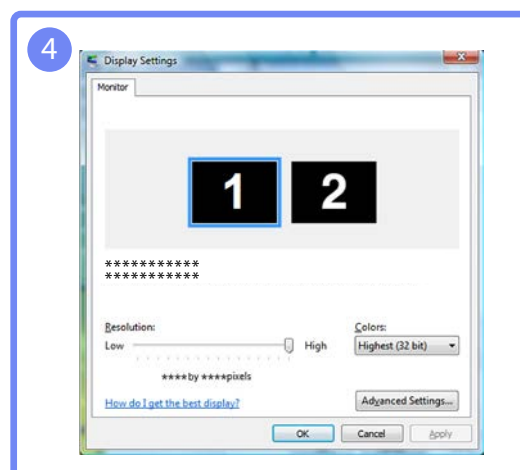 4
Display Settings
Monitor
1 2
***********
***********
Resolution:
Low High
****by ****pixels
Colors:
Highest (32 bit)
How do I get the best display?
Advanced Settings...
OK Cancel Apply